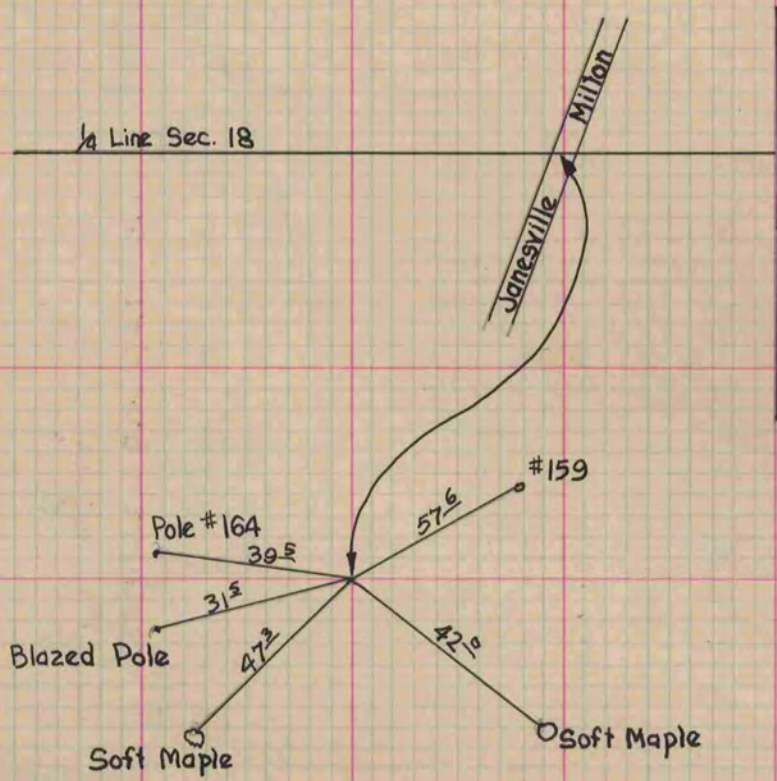 Milton
¼ Line Sec. 18
Janesville
#159
57 6
Pole #164
39 5
31 5
42 0
Blazed Pole
47 3
Soft Maple
Soft Maple